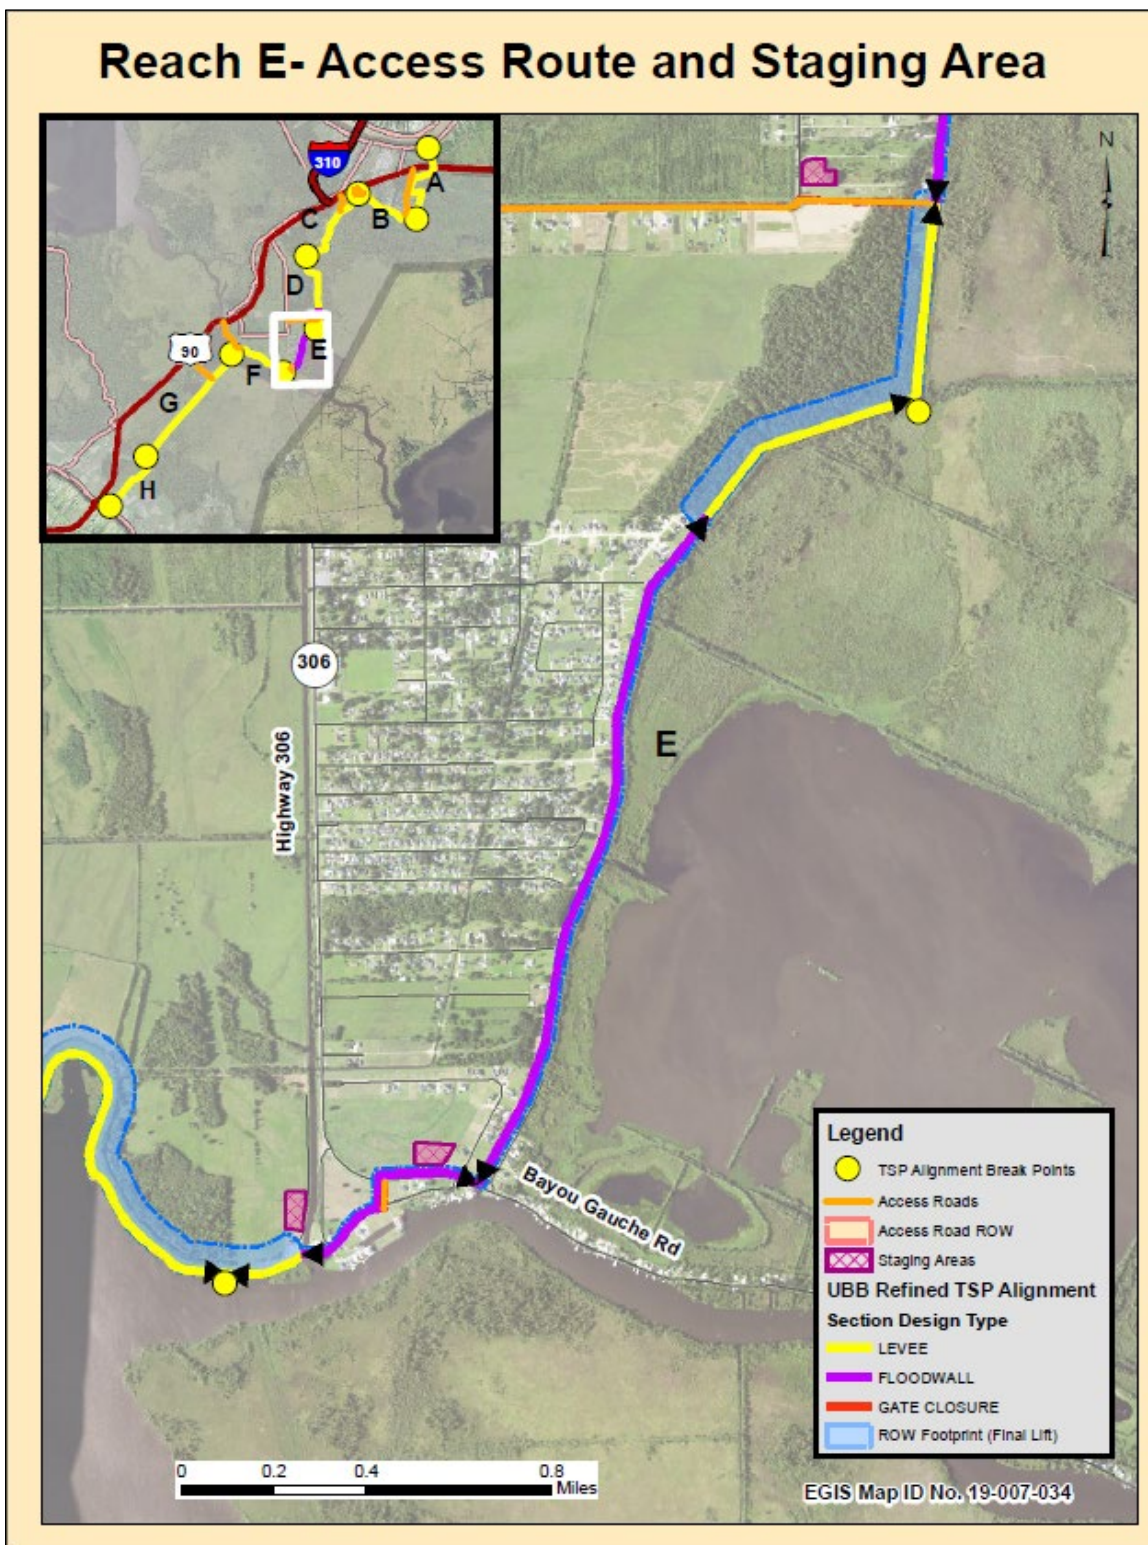 Reach E- Access Route and Staging Area
310
A
B
C
D
E
90
F
G
H
N
306
Highway 306
E
Bayou Gauche Rd
Legend
TSP Alignment Break Points
Access Roads
Access Road ROW
Staging Areas
UBB Refined TSP Alignment
Section Design Type
LEVEE
FLOODWALL
GATE CLOSURE
ROW Footprint (Final Lift)
0 0.2 0.4 0.8
Miles
EGIS Map ID No. 19-007-034